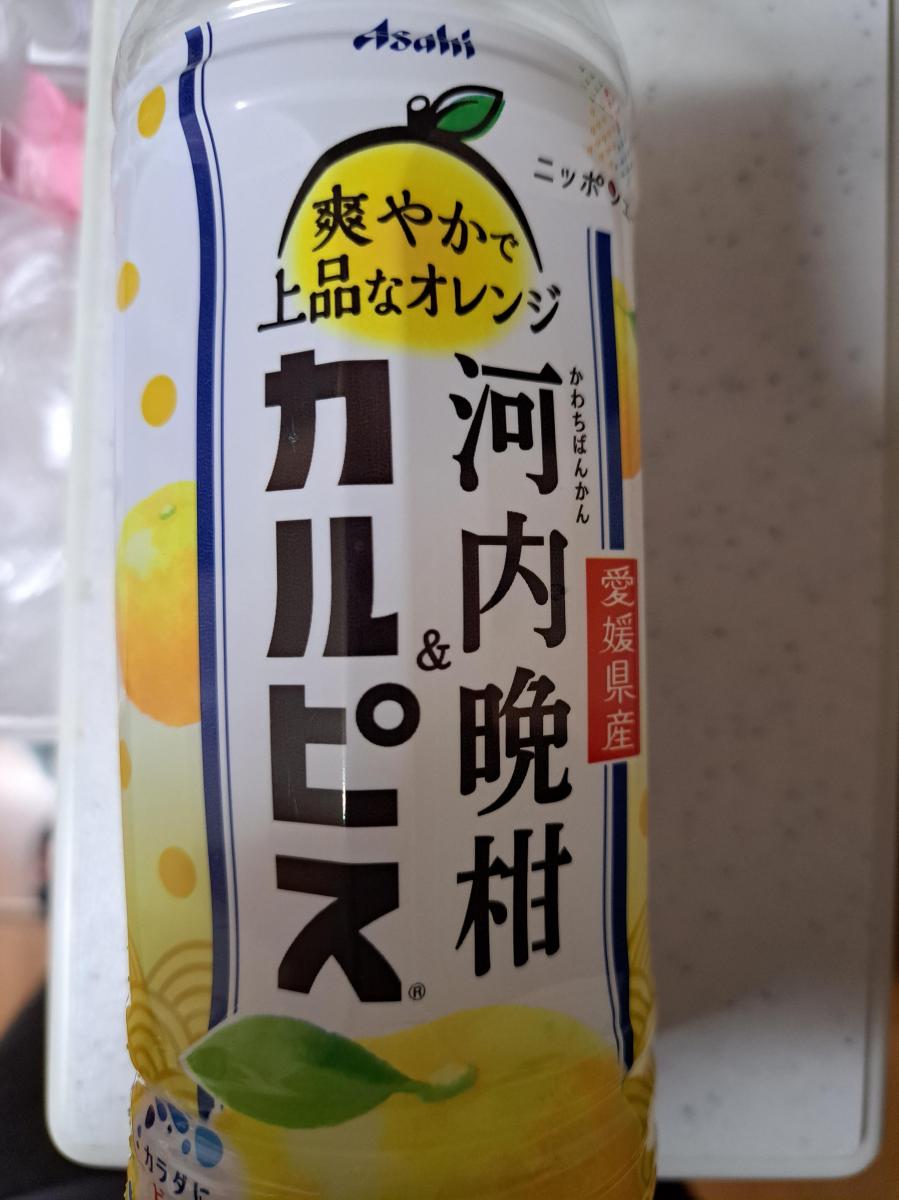 Asahi
ニッポン
爽やかで
上品なオレンジ
河内晩柑
かわちばんかん
&
カルピス®
愛媛県産
カラダに